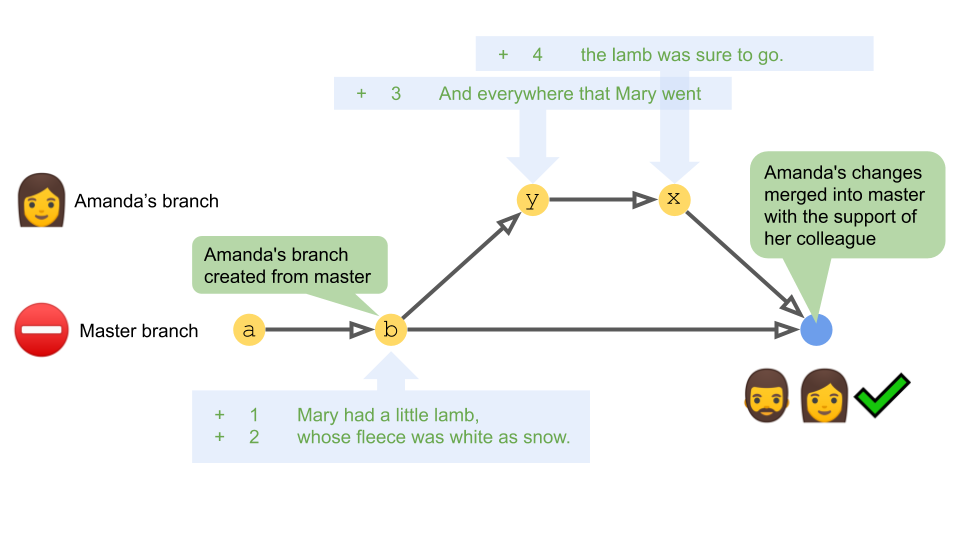 + 4 the lamb was sure to go.
+ 3 And everywhere that Mary went
Amanda's changes
merged into master
with the support of
her colleague
Amanda’s branch
y
x
Amanda's branch
created from master
Master branch
a
b
+ 1 Mary had a little lamb,
+ 2 whose fleece was white as snow.